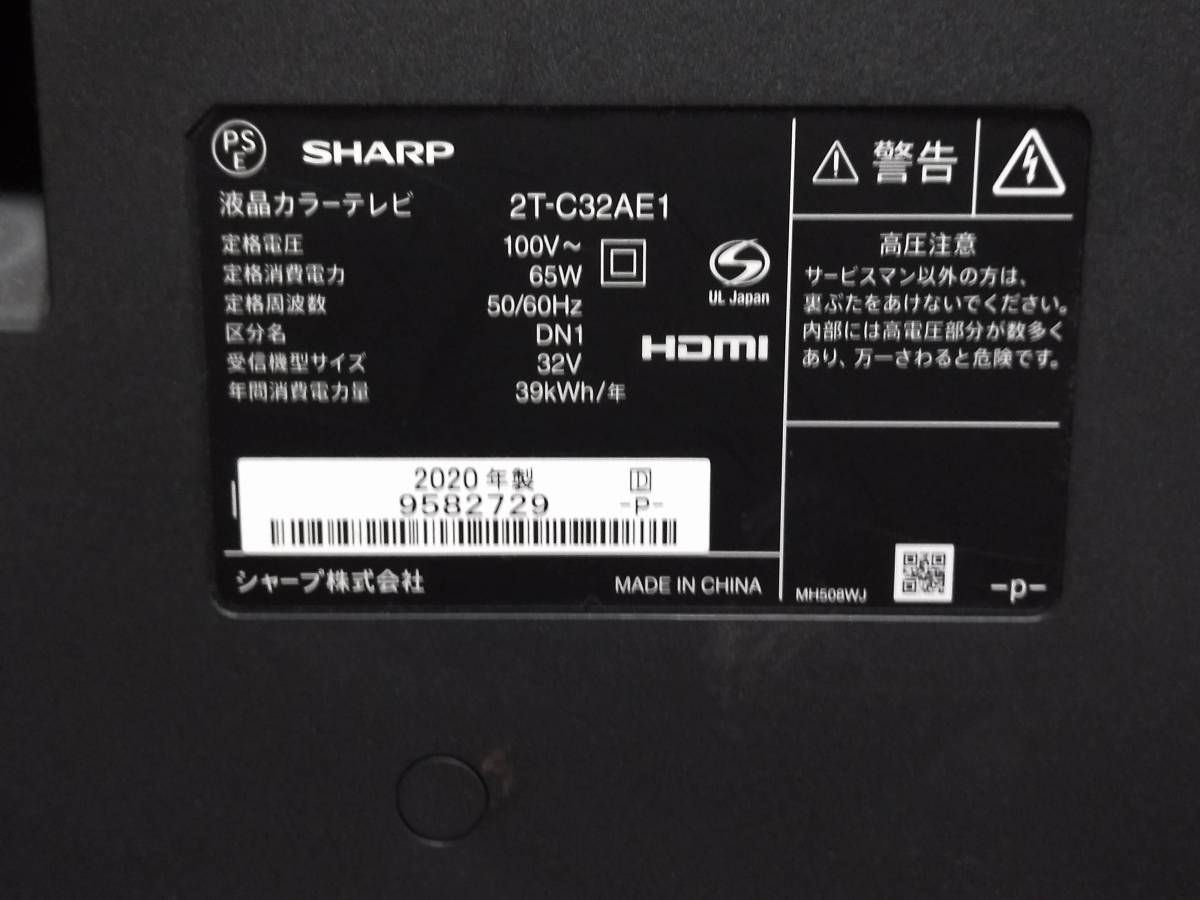 PS
E
SHARP
液晶カラーテレビ 2T-C32AE1
定格電圧 100V~
定格消費電力 65W
定格周波数 50/60Hz
区分名 DN1
受信機型サイズ 32V
年間消費電力量 39kWh/年
UL Japan
HDMI
2020 年製 D
9582729 -P-
シャープ株式会社 MADE IN CHINA
警告
高圧注意
サービスマン以外の方は、
裏ぶたをあけないでください。
内部には高電圧部分が数多く
あり、万一さわると危険です。
MH508WJ -p-